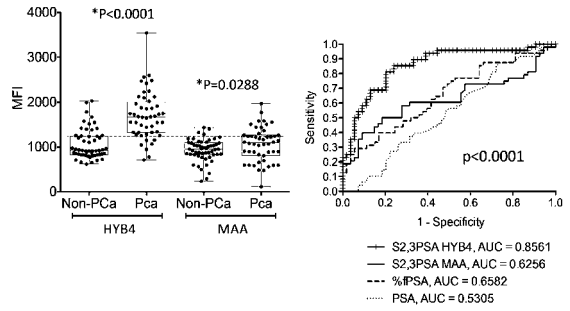 *P<0.0001
*P=0.0288
4000
3000
2000
1000
0
MFI
Non-PCa Pca Non-PCa Pca
HYB4 MAA
1.0
0.9
0.8
0.7
0.6
0.5
0.4
0.3
0.2
0.1
0.0
Sensitivity
p<0.0001
0.0 0.2 0.4 0.6 0.8 1.0
1 - Specificity
S2,3PSA HYB4, AUC = 0.8561
S2,3PSA MAA, AUC = 0.6256
%fPSA, AUC = 0.6582
PSA, AUC = 0.5305